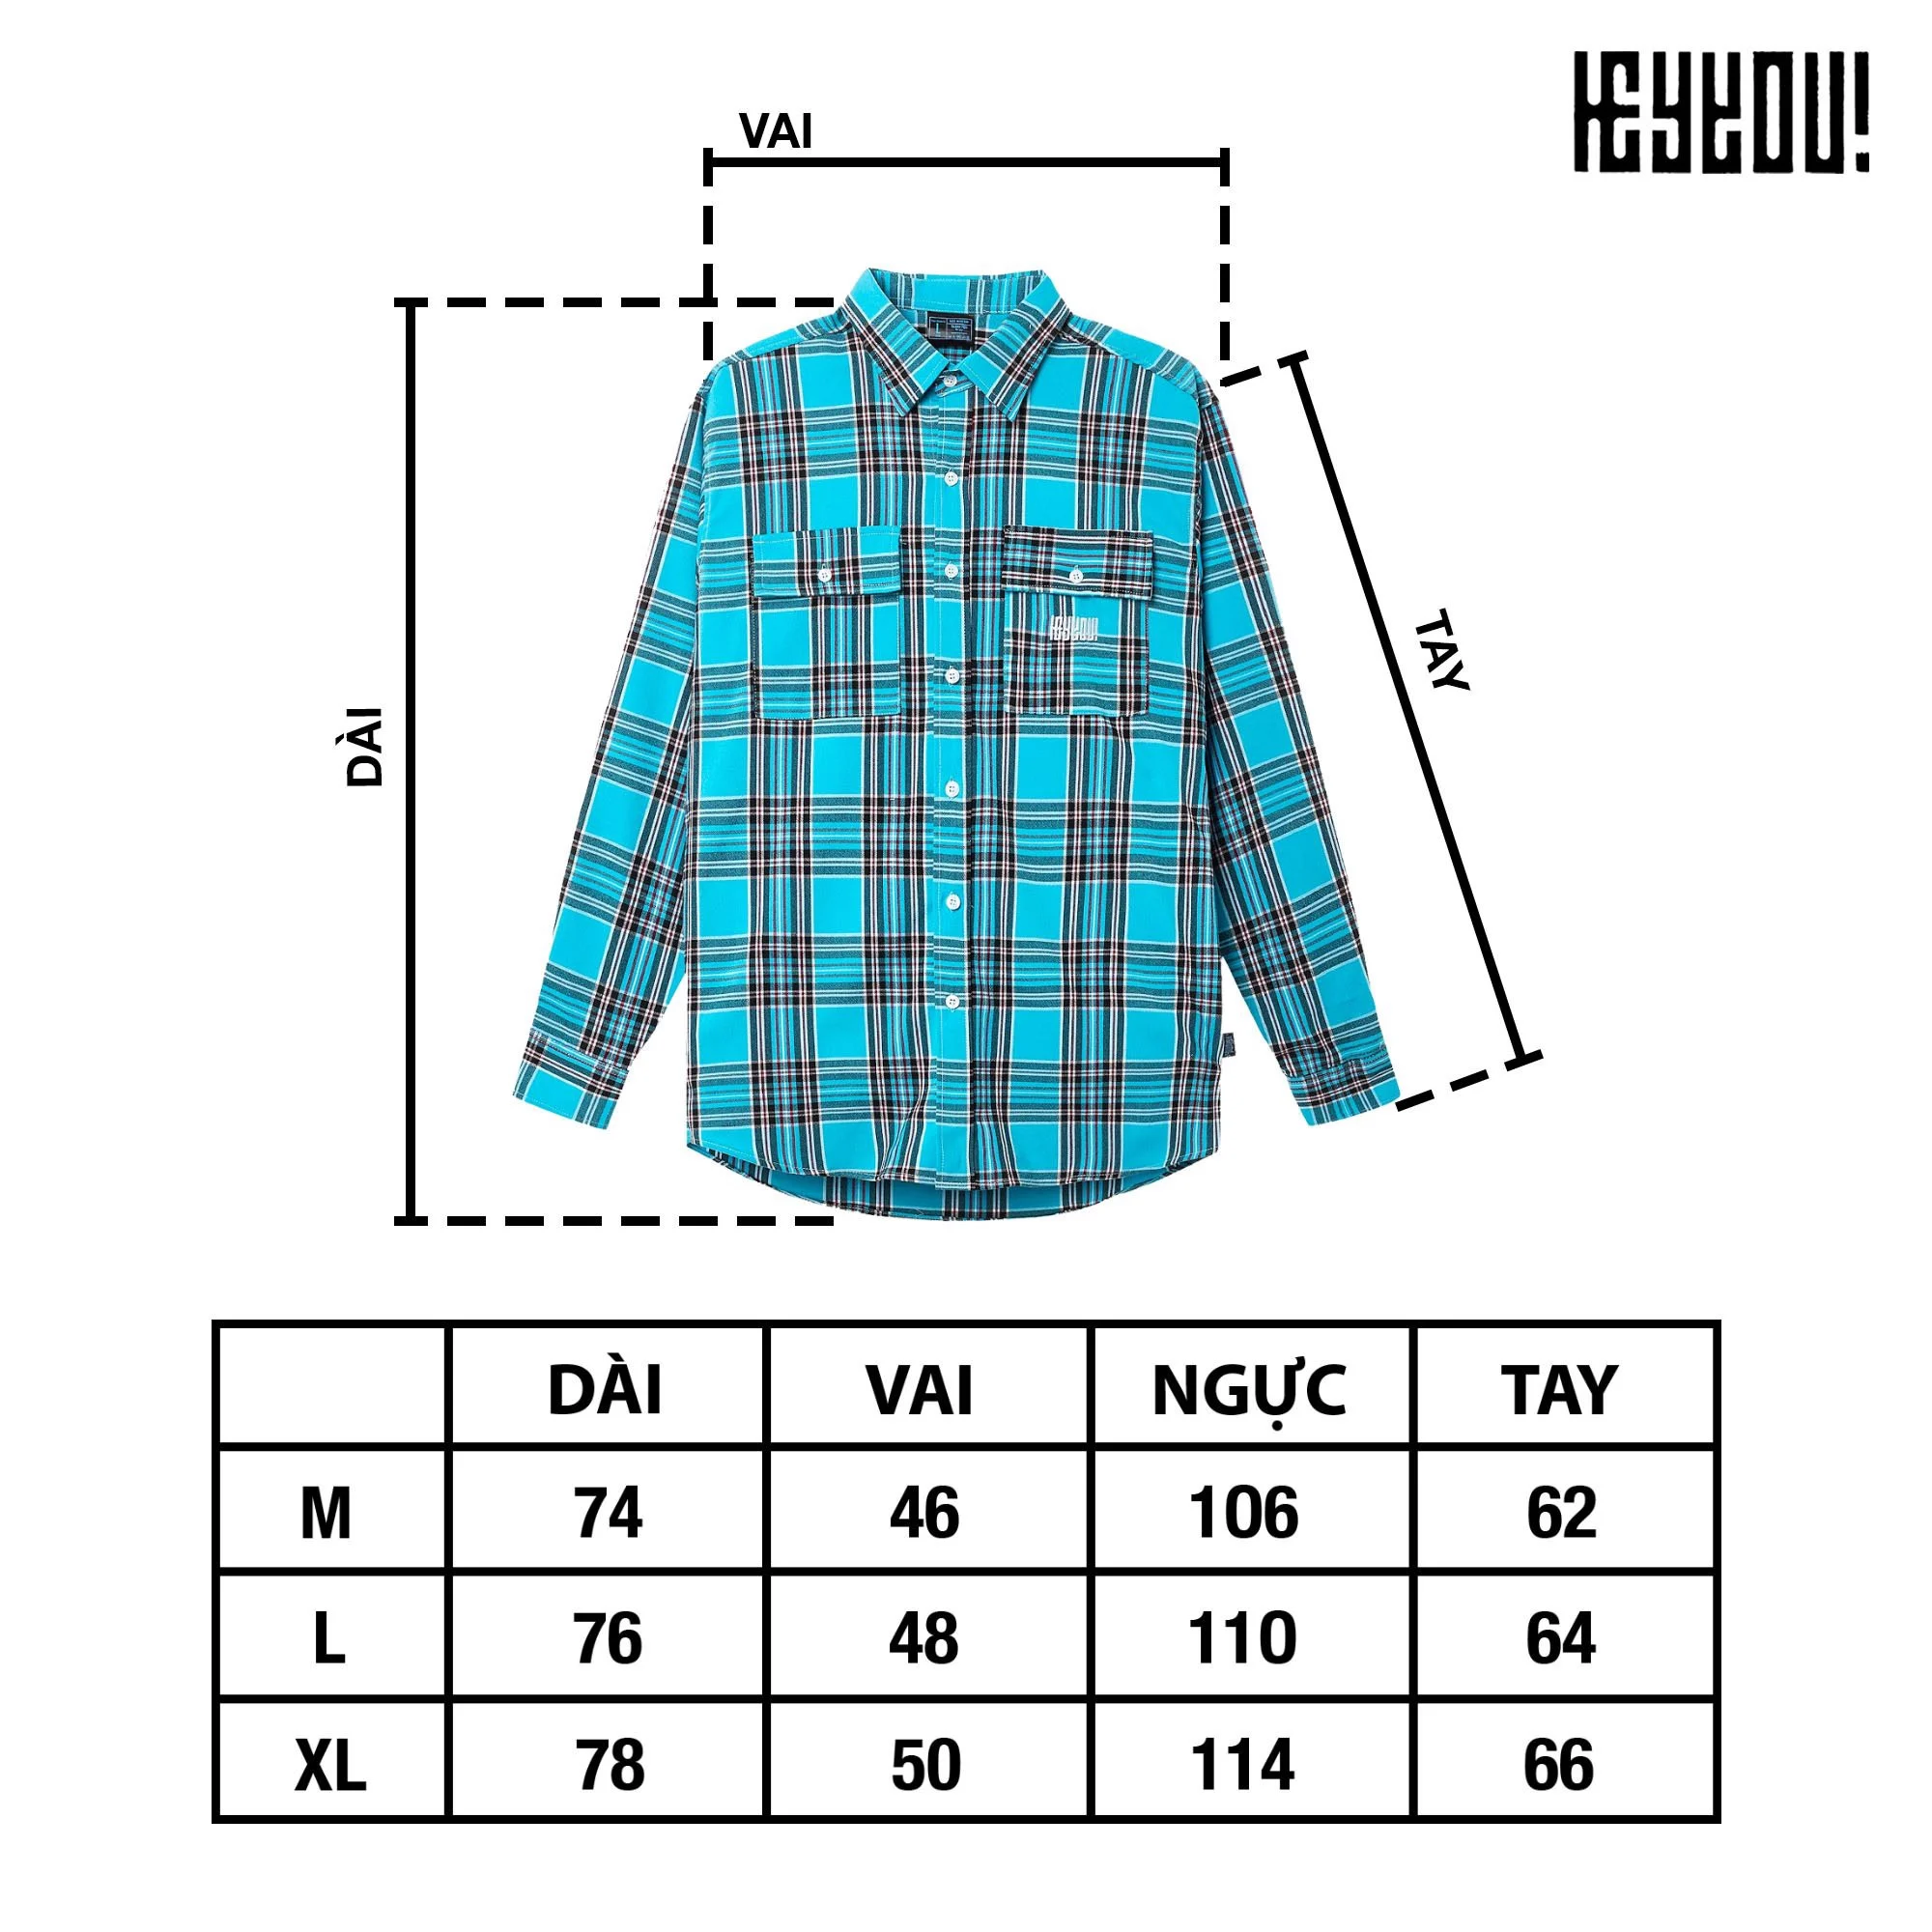 HEYYOU!
VAI
DÀI
TAY
HEYYOU!
DÀI VAI NGỰC TAY
M 74 46 106 62
L 76 48 110 64
XL 78 50 114 66